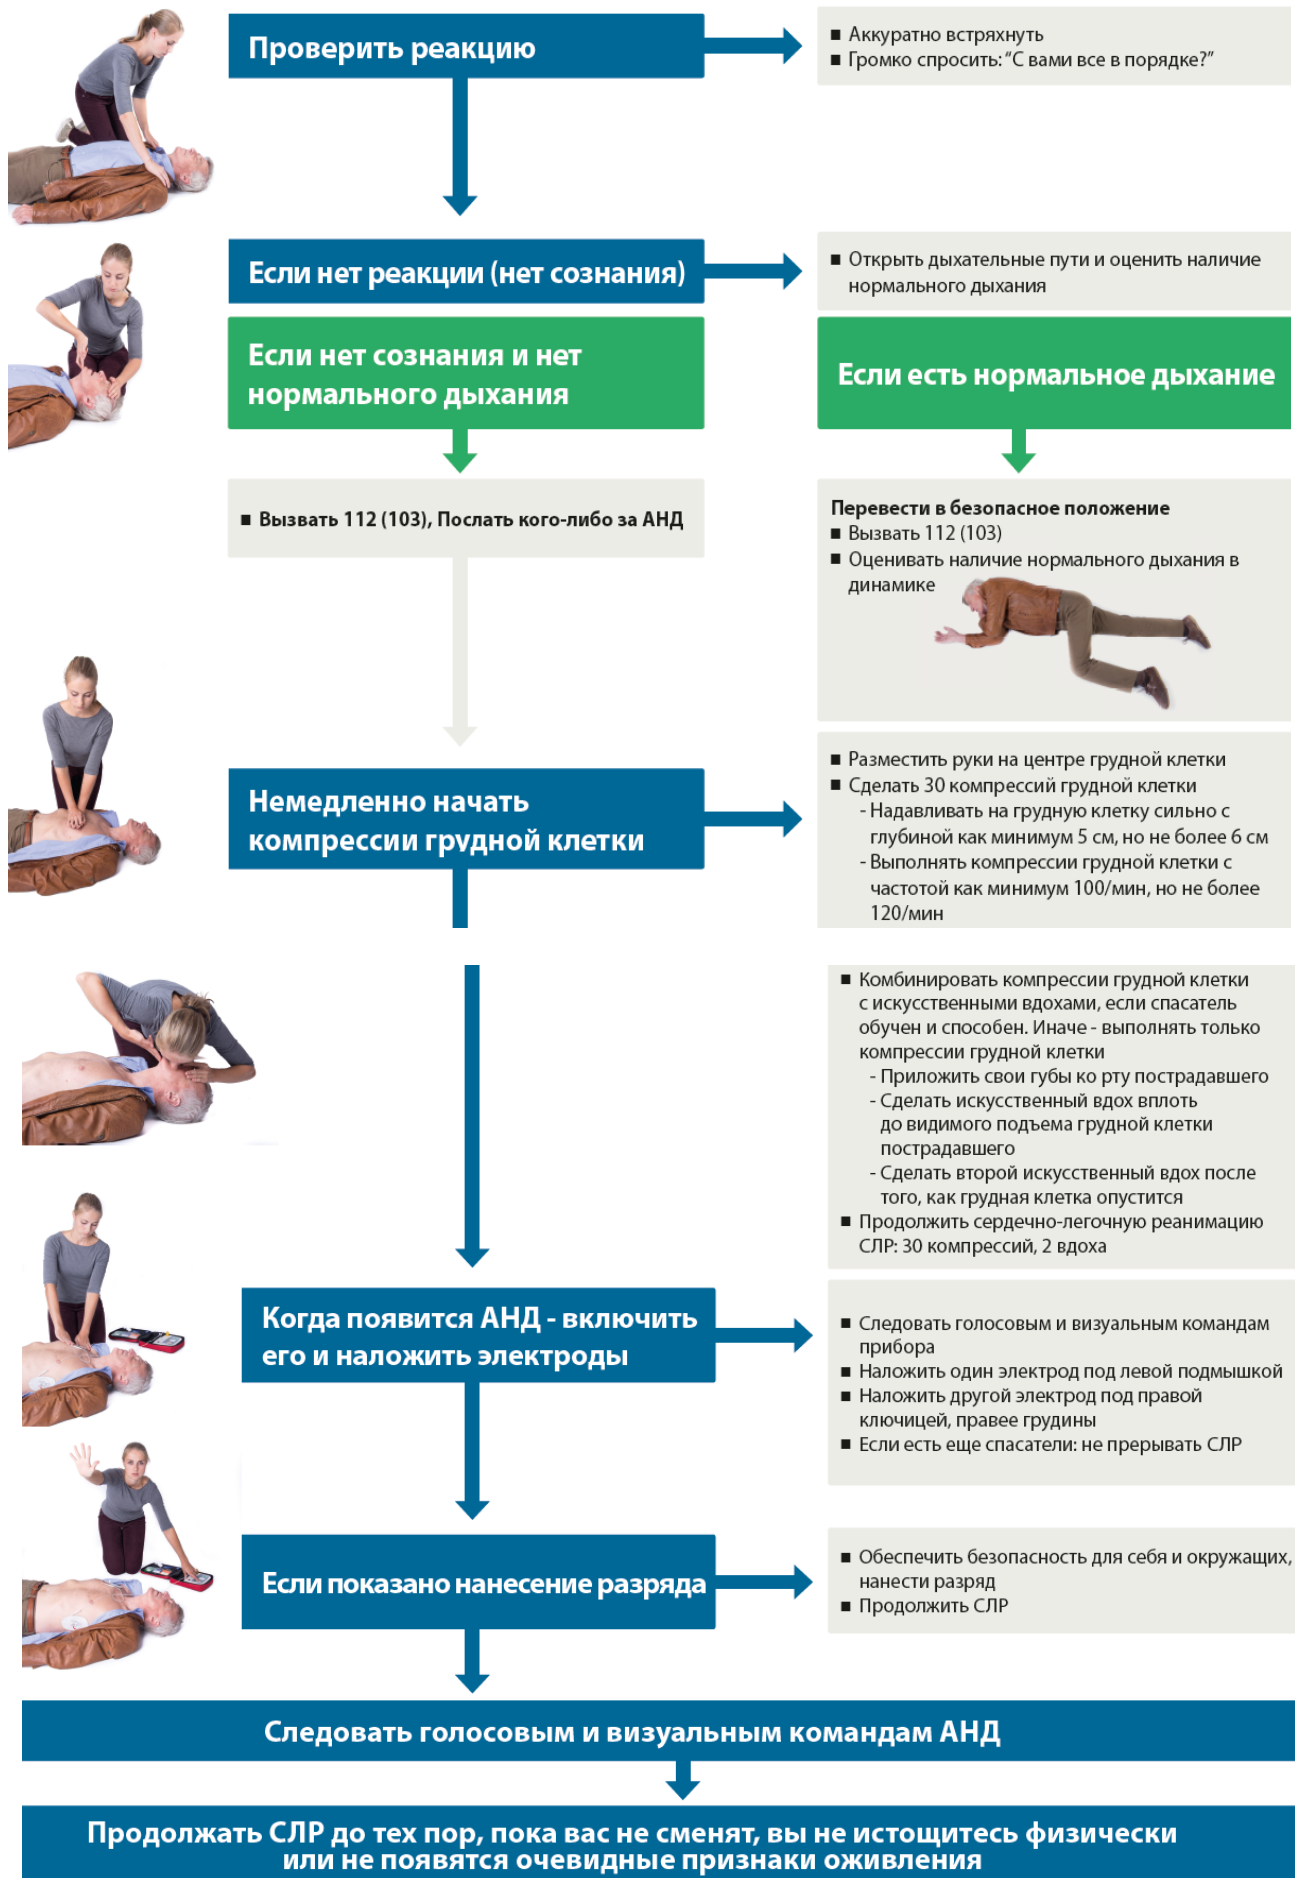 Проверить реакцию
■ Аккуратно встряхнуть
■ Громко спросить: “С вами все в порядке?”
Если нет реакции (нет сознания)
■ Открыть дыхательные пути и оценить наличие
нормального дыхания
Если нет сознания и нет
нормального дыхания
Если есть нормальное дыхание
■ Вызвать 112 (103), Послать кого-либо за АНД
Перевести в безопасное положение
■ Вызвать 112 (103)
■ Оценивать наличие нормального дыхания в
динамике
Немедленно начать
компрессии грудной клетки
■ Разместить руки на центре грудной клетки
■ Сделать 30 компрессий грудной клетки
- Надавливать на грудную клетку сильно с
глубиной как минимум 5 см, но не более 6 см
- Выполнять компрессии грудной клетки с
частотой как минимум 100/мин, но не более
120/мин
■ Комбинировать компрессии грудной клетки
с искусственными вдохами, если спасатель
обучен и способен. Иначе - выполнять только
компрессии грудной клетки
- Приложить свои губы ко рту пострадавшего
- Сделать искусственный вдох вплоть
до видимого подъема грудной клетки
пострадавшего
- Сделать второй искусственный вдох после
того, как грудная клетка опустится
■ Продолжить сердечно-легочную реанимацию
СЛР: 30 компрессий, 2 вдоха
Когда появится АНД - включить
его и наложить электроды
■ Следовать голосовым и визуальным командам
прибора
■ Наложить один электрод под левой подмышкой
■ Наложить другой электрод под правой
ключицей, правее грудины
■ Если есть еще спасатели: не прерывать СЛР
Если показано нанесение разряда
■ Обеспечить безопасность для себя и окружащих,
нанести разряд
■ Продолжить СЛР
Следовать голосовым и визуальным командам АНД
Продолжать СЛР до тех пор, пока вас не сменят, вы не истощитесь физически
или не появятся очевидные признаки оживления